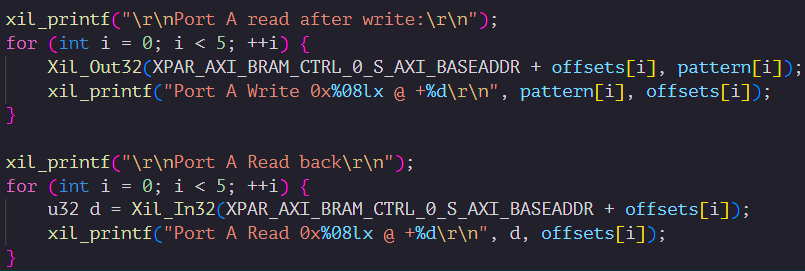 xil_printf("\r\nPort A read after write:\r\n");
for (int i = 0; i < 5; ++i) {
    Xil_Out32(XPAR_AXI_BRAM_CTRL_0_S_AXI_BASEADDR + offsets[i], pattern[i]);
    xil_printf("Port A Write 0x%08lx @ +%d\r\n", pattern[i], offsets[i]);
}

xil_printf("\r\nPort A Read back\r\n");
for (int i = 0; i < 5; ++i) {
    u32 d = Xil_In32(XPAR_AXI_BRAM_CTRL_0_S_AXI_BASEADDR + offsets[i]);
    xil_printf("Port A Read 0x%08lx @ +%d\r\n", d, offsets[i]);
}